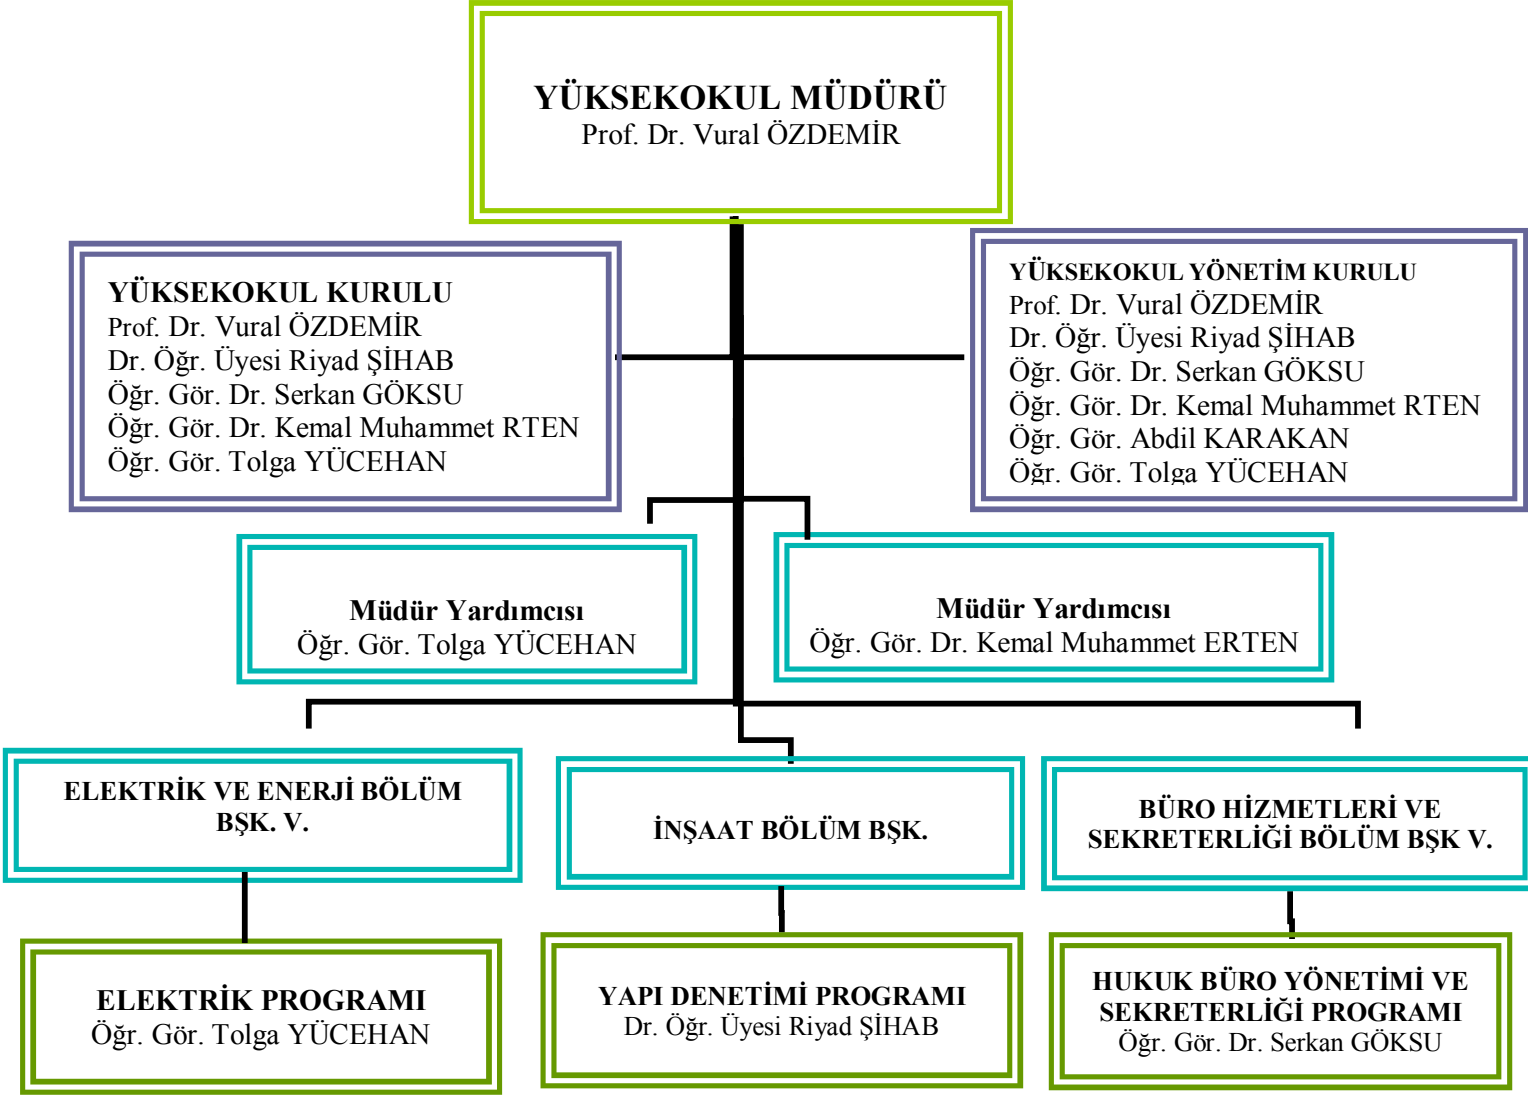 YÜKSEKOKUL MÜDÜRÜ
Prof. Dr. Vural ÖZDEMİR
YÜKSEKOKUL KURULU
Prof. Dr. Vural ÖZDEMİR
Dr. Öğr. Üyesi Riyad ŞİHAB
Öğr. Gör. Dr. Serkan GÖKSU
Öğr. Gör. Dr. Kemal Muhammet RTEN
Öğr. Gör. Tolga YÜCEHAN
YÜKSEKOKUL YÖNETİM KURULU
Prof. Dr. Vural ÖZDEMİR
Dr. Öğr. Üyesi Riyad ŞİHAB
Öğr. Gör. Dr. Serkan GÖKSU
Öğr. Gör. Dr. Kemal Muhammet RTEN
Öğr. Gör. Abdil KARAKAN
Öğr. Gör. Tolga YÜCEHAN
Müdür Yardımcısı
Öğr. Gör. Tolga YÜCEHAN
Müdür Yardımcısı
Öğr. Gör. Dr. Kemal Muhammet ERTEN
ELEKTRİK VE ENERJİ BÖLÜM
BŞK. V.
İNŞAAT BÖLÜM BŞK.
BÜRO HİZMETLERİ VE
SEKRETERLİĞİ BÖLÜM BŞK V.
ELEKTRİK PROGRAMI
Öğr. Gör. Tolga YÜCEHAN
YAPI DENETİMİ PROGRAMI
Dr. Öğr. Üyesi Riyad ŞİHAB
HUKUK BÜRO YÖNETİMİ VE
SEKRETERLİĞİ PROGRAMI
Öğr. Gör. Dr. Serkan GÖKSU